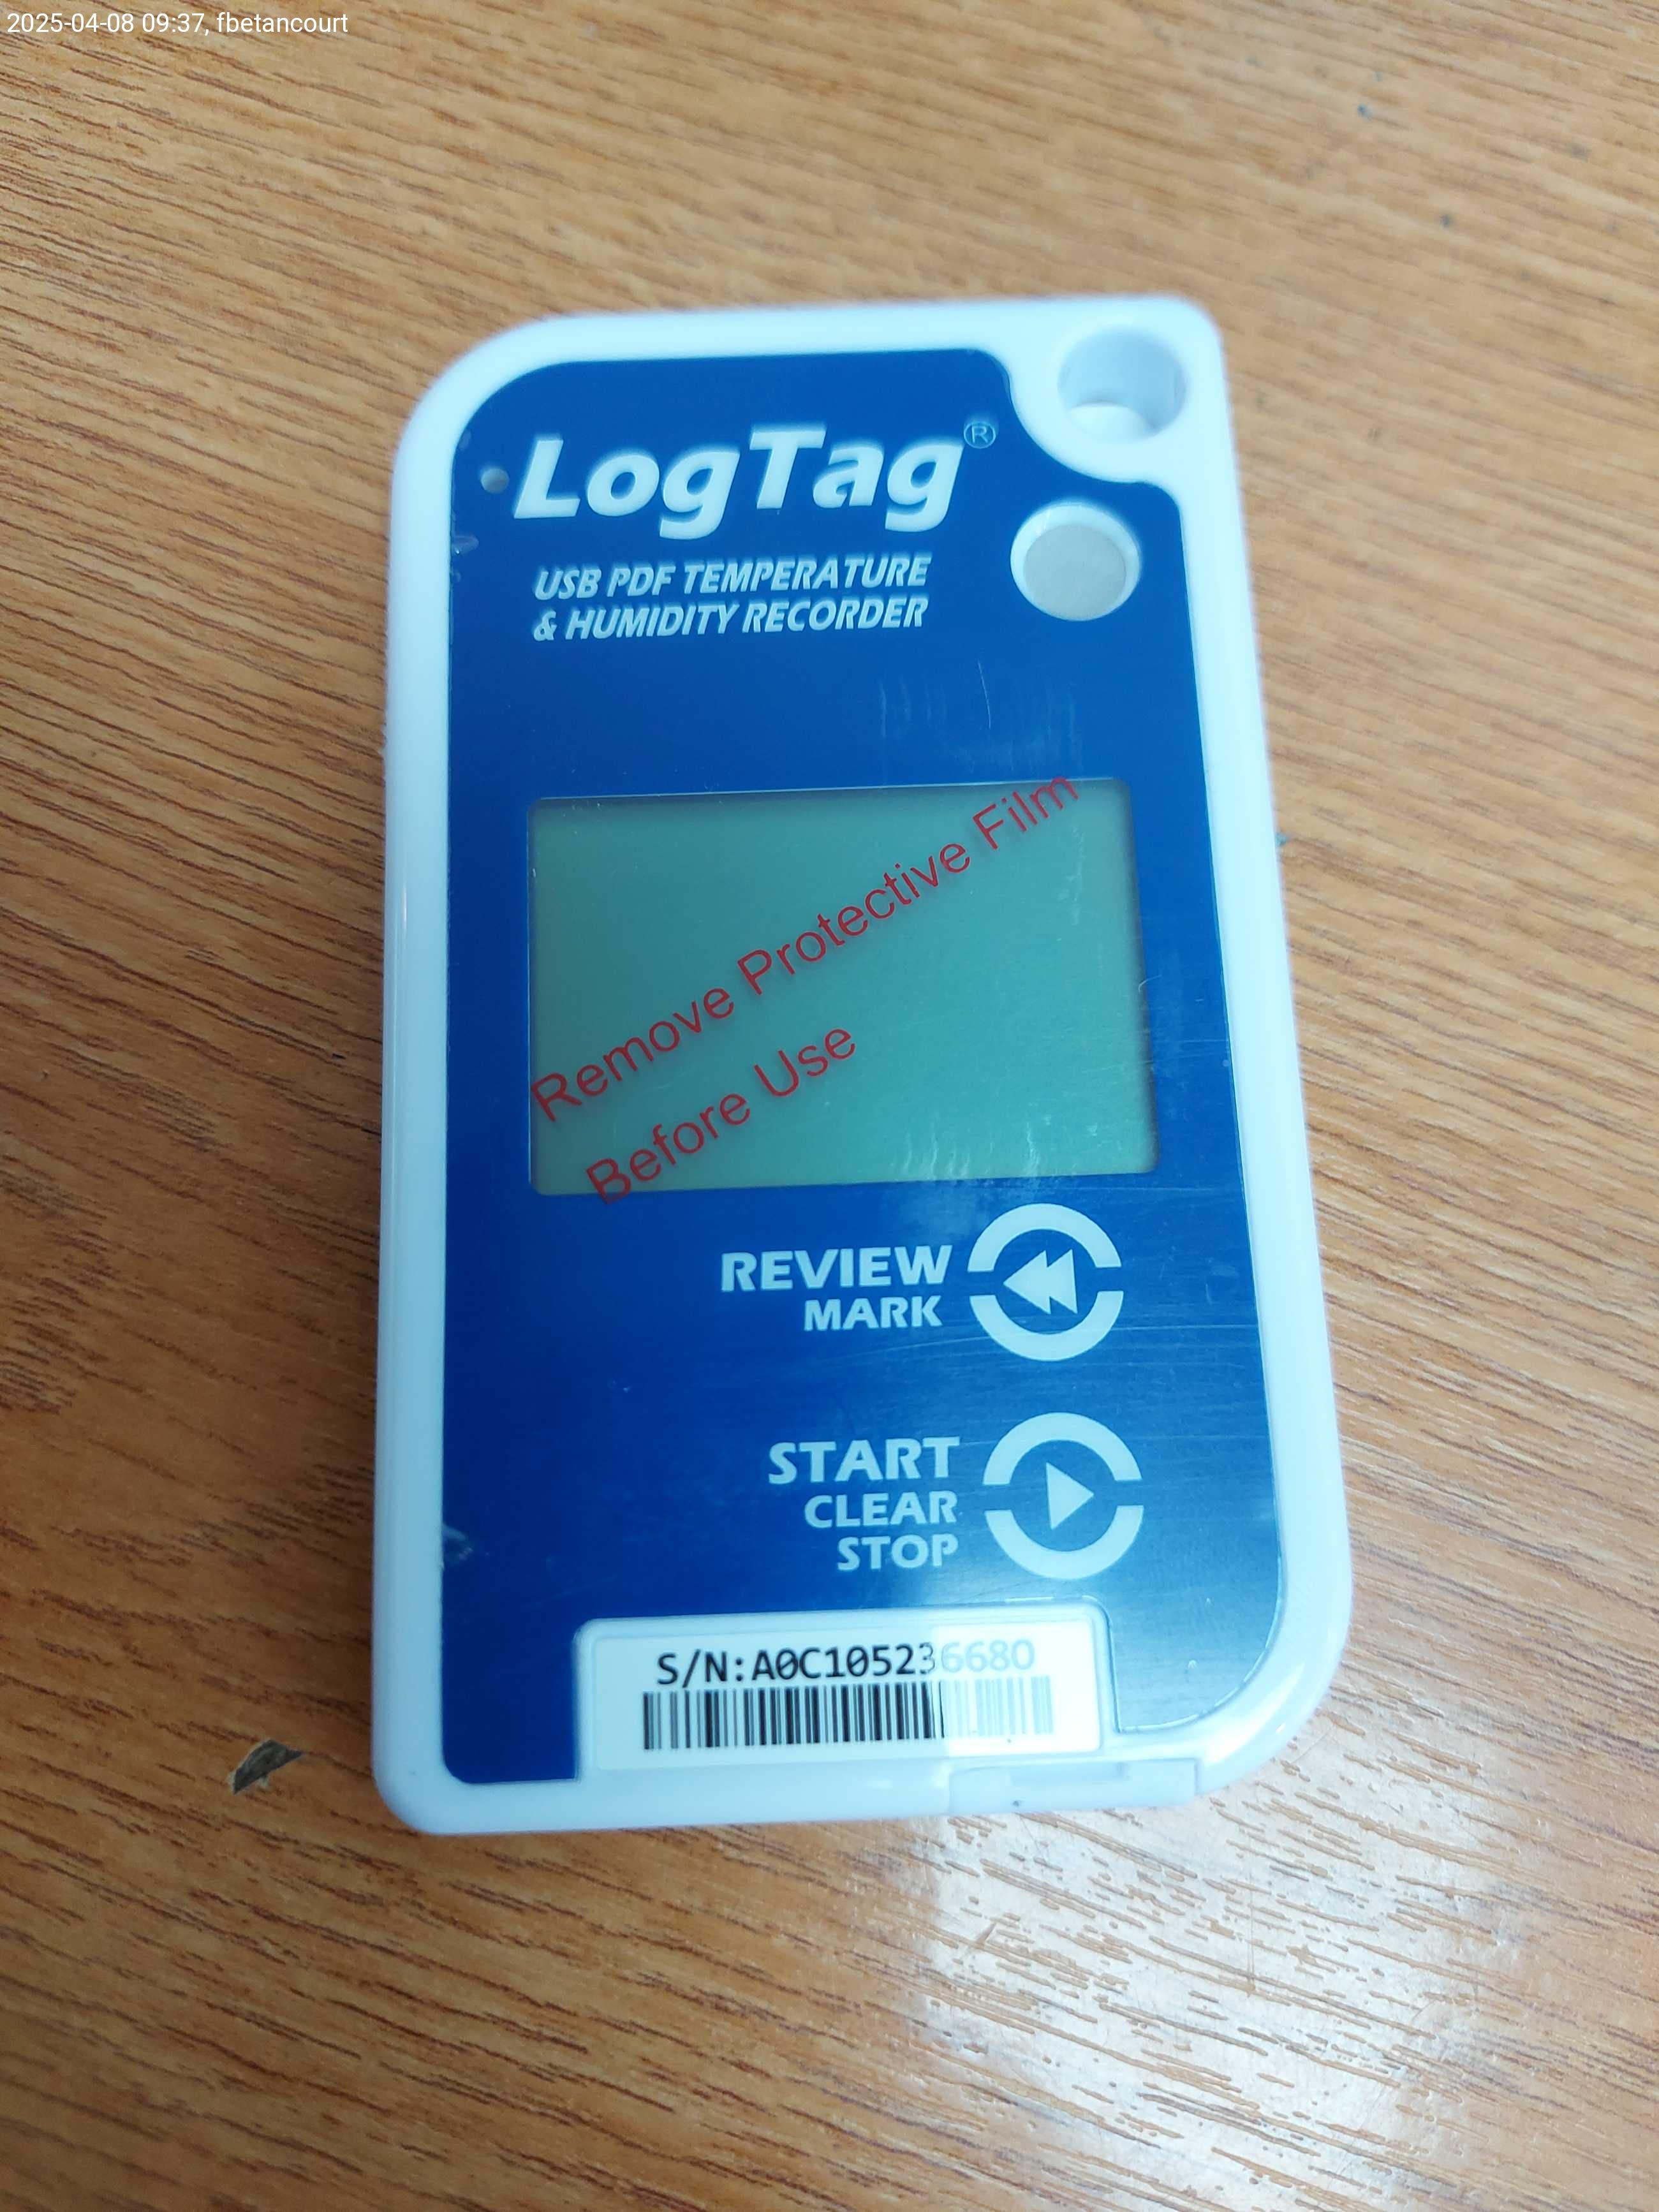 2025-04-08 09:37, fbetancourt
LogTag®
USB PDF TEMPERATURE
& HUMIDITY RECORDER
Remove Protective Film
Before Use
REVIEW
MARK
START
CLEAR
STOP
S/N:A0C105236680